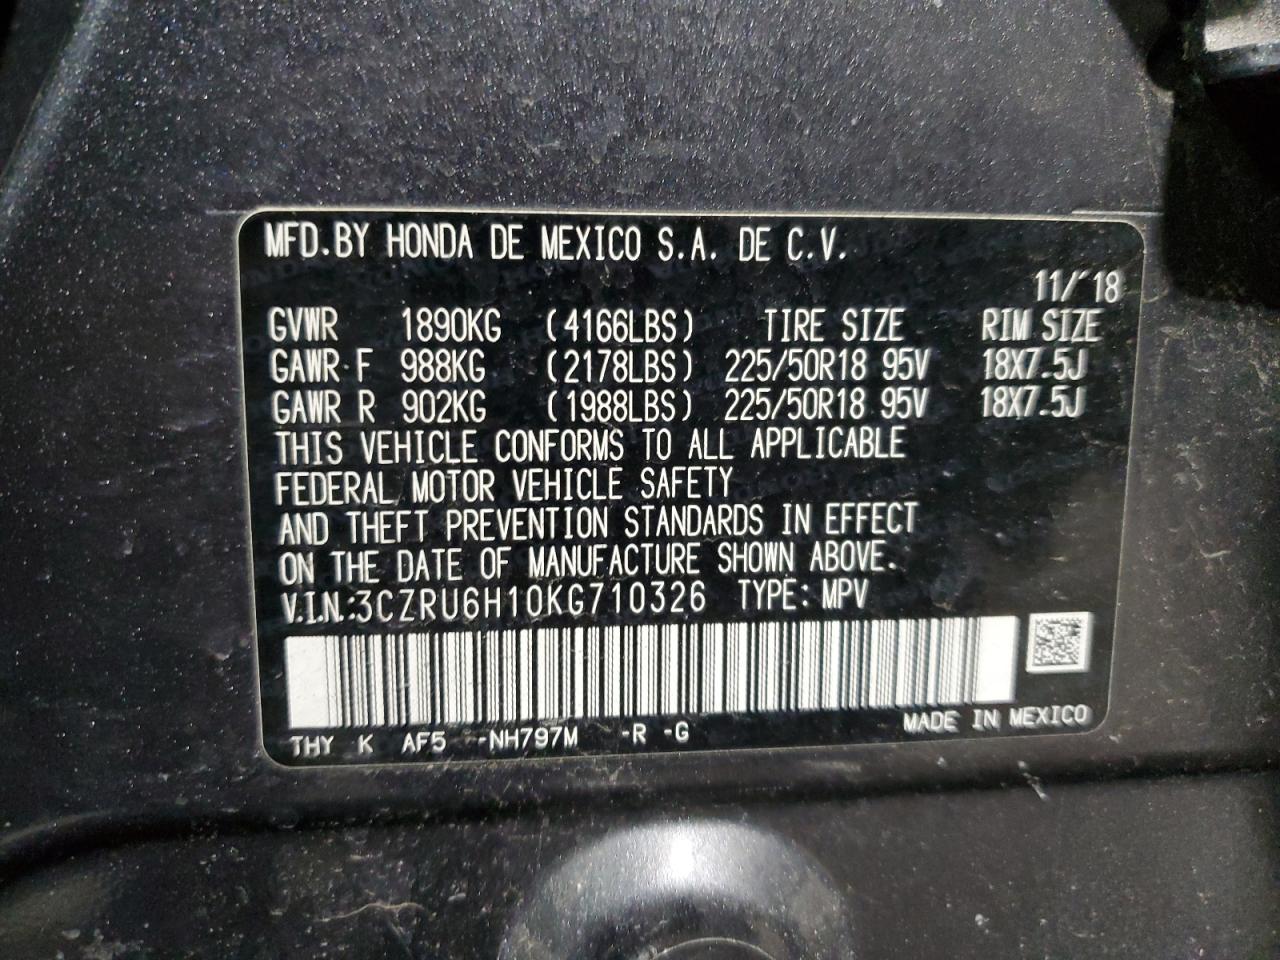 MFD.BY HONDA DE MEXICO S.A. DE C.V.
11/ 18
GVWR 1890KG (4166LBS) TIRE SIZE RIM SIZE
GAWR F 988KG (2178LBS) 225/50R18 95V 18X7.5J
GAWR R 902KG (1988LBS) 225/50R18 95V 18X7.5J
THIS VEHICLE CONFORMS TO ALL APPLICABLE
FEDERAL MOTOR VEHICLE SAFETY
AND THEFT PREVENTION STANDARDS IN EFFECT
ON THE DATE OF MANUFACTURE SHOWN ABOVE.
V.I.N.:3CZRU6H10KG710326 TYPE: MPV
THY K AF5 -NH797M -R -G MADE IN MEXICO